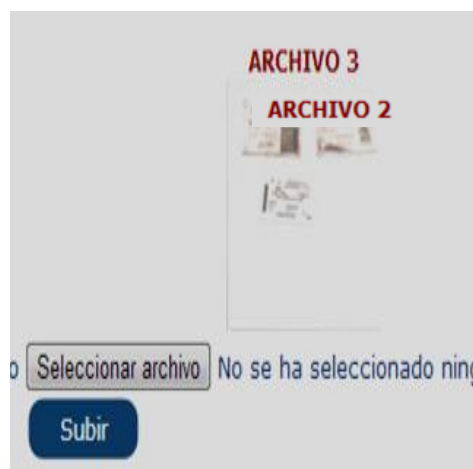 ARCHIVO 3
ARCHIVO 2
o Seleccionar archivo No se ha seleccionado ning
Subir